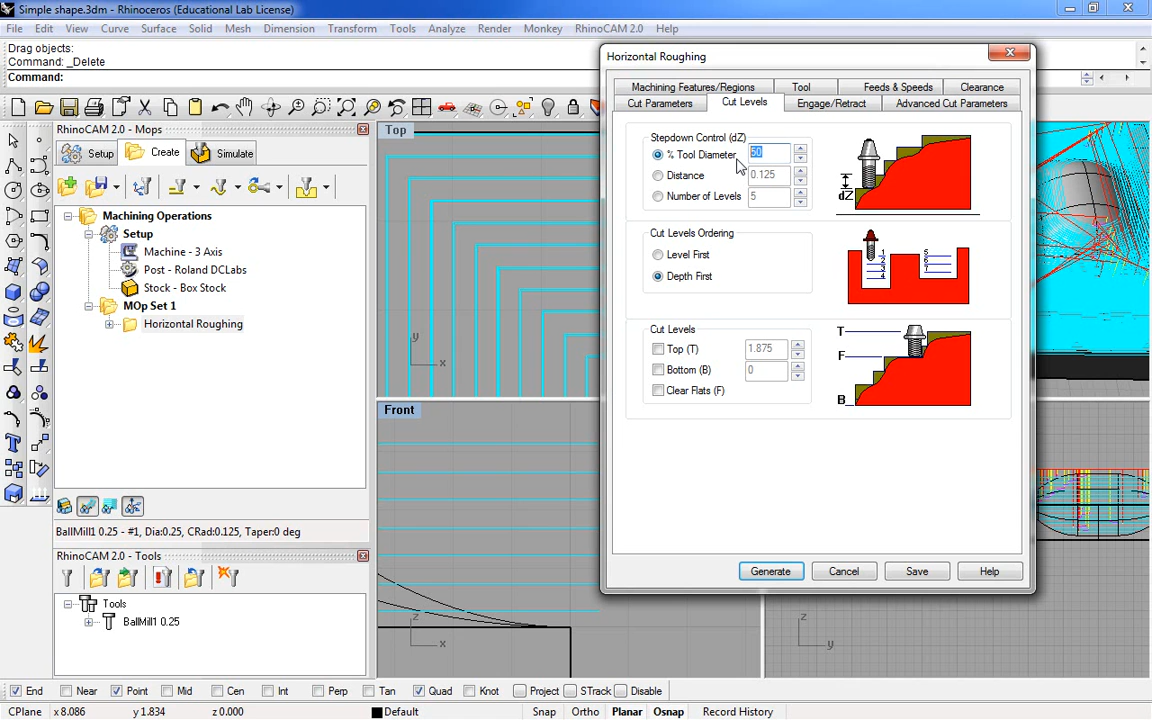 Simple shape.3dm - Rhinoceros (Educational Lab License)
File Edit View Curve Surface Solid Mesh Dimension Transform Tools Analyze Render Monkey RhinoCAM 2.0 Help
Drag objects:
Command: _Delete
Command:
RhinoCAM 2.0 - Mops
Setup Create Simulate
Machining Operations
Setup
Machine - 3 Axis
Post - Roland DCLabs
Stock - Box Stock
MOp Set 1
Horizontal Roughing
BallMill1 0.25 - #1, Dia:0.25, CRad:0.125, Taper:0 deg
RhinoCAM 2.0 - Tools
Tools
BallMill1 0.25
Top
y
x
Front
z
x
z
y
Horizontal Roughing
Machining Features/Regions Tool Feeds & Speeds Clearance
Cut Parameters Cut Levels Engage/Retract Advanced Cut Parameters
Stepdown Control (dZ)
% Tool Diameter 50
Distance 0.125
Number of Levels 5
dZ
Cut Levels Ordering
Level First
Depth First
1 2 3 4
5 6 7
Cut Levels
Top (T) 1.875
Bottom (B) 0
Clear Flats (F)
T
F
B
Generate Cancel Save Help
End Near Point Mid Cen Int Perp Tan Quad Knot Project STrack Disable
CPlane x 8.086 y 1.834 z 0.000 Default Snap Ortho Planar Osnap Record History